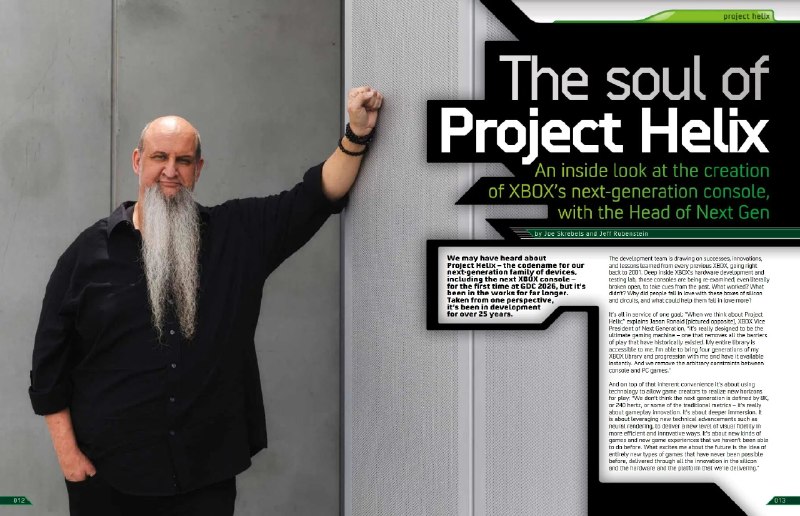 project helix
The soul of
Project Helix
An inside look at the creation
of XBOX's next-generation console,
with the Head of Next Gen
by Joe Skrebels and Jeff Rubenstein
We may have heard about
Project Helix – the codename for our
next-generation family of devices,
including the next XBOX console –
for the first time at GDC 2026, but it's
been in the works for far longer.
Taken from one perspective,
it's been in development
for over 25 years.
The development team is drawing on successes, innovations,
and lessons learned from every previous XBOX, going right
back to 2001. Deep inside XBOX's hardware development and
testing lab, these consoles are being re-examined, even literally
broken open, to take cues from the past. What worked? What
didn't? Why did people fall in love with these boxes of silicon
and circuits, and what could help them fall in love more?
It's all in service of one goal: "When we think about Project
Helix," explains Jason Ronald [pictured opposite], XBOX Vice
President of Next Generation, "it's really designed to be the
ultimate gaming machine – one that removes all the barriers
of play that have historically existed. My entire library is
accessible to me. I'm able to bring four generations of my
XBOX library and progression with me and have it available
instantly. And we remove the arbitrary constraints between
console and PC games."
And on top of that inherent convenience it's about using
technology to allow game creators to realize new horizons
for play: "We don't think the next generation is defined by 8K,
or 240 hertz, or some of the traditional metrics – it's really
about gameplay innovation. It's about deeper immersion. It
is about leveraging new technical advancements such as
neural rendering, to deliver a new level of visual fidelity in
more efficient and innovative ways. It's about new kinds of
games and new game experiences that we haven't been able
to do before. What excites me about the future is the idea of
entirely new types of games that have never been possible
before, delivered through all the innovation in the silicon
and the hardware and the platform that we're delivering."
012
013